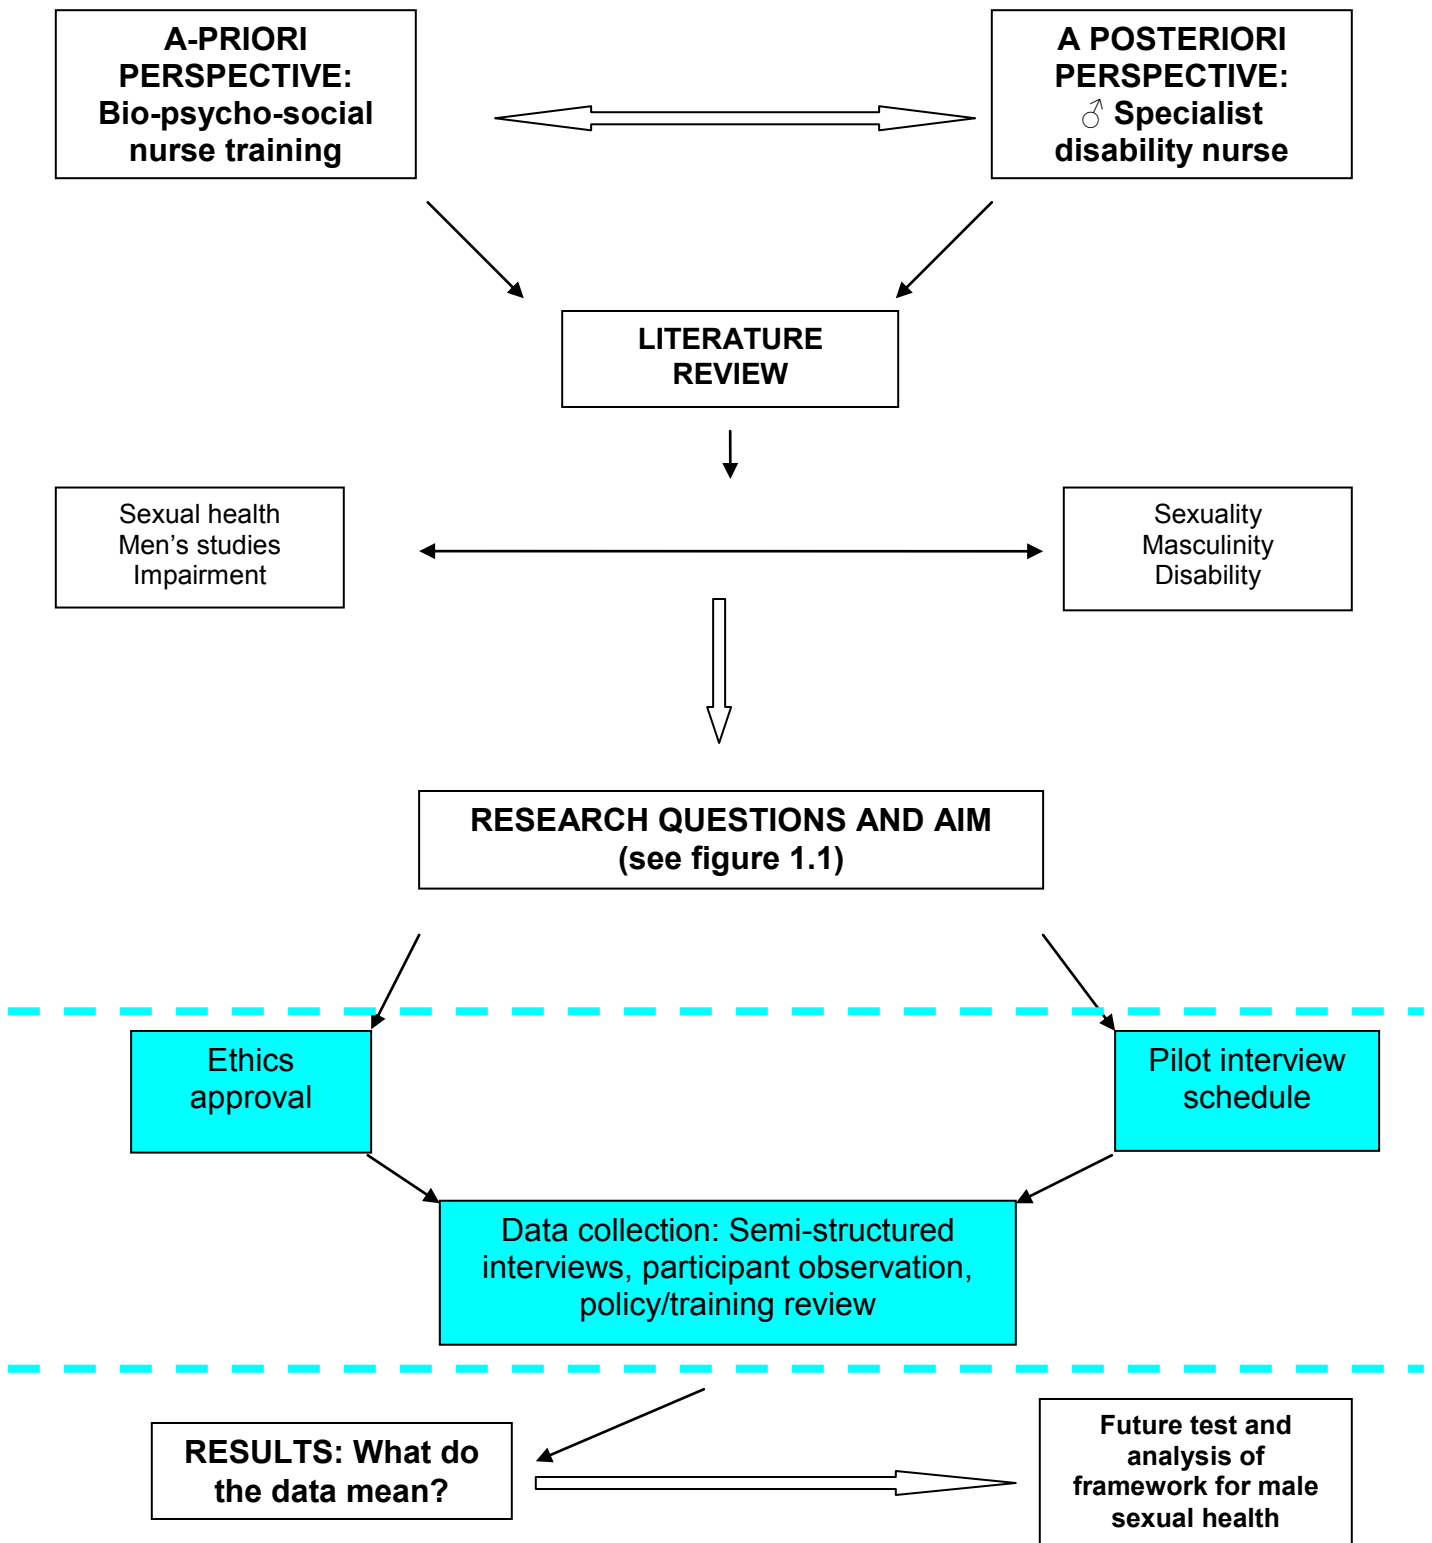 A-PRIORI
PERSPECTIVE:
Bio-psycho-social
nurse training
A POSTERIORI
PERSPECTIVE:
♂ Specialist
disability nurse
LITERATURE
REVIEW
Sexual health
Men’s studies
Impairment
Sexuality
Masculinity
Disability
RESEARCH QUESTIONS AND AIM
(see figure 1.1)
Ethics
approval
Pilot interview
schedule
Data collection: Semi-structured
interviews, participant observation,
policy/training review
RESULTS: What do
the data mean?
Future test and
analysis of
framework for male
sexual health